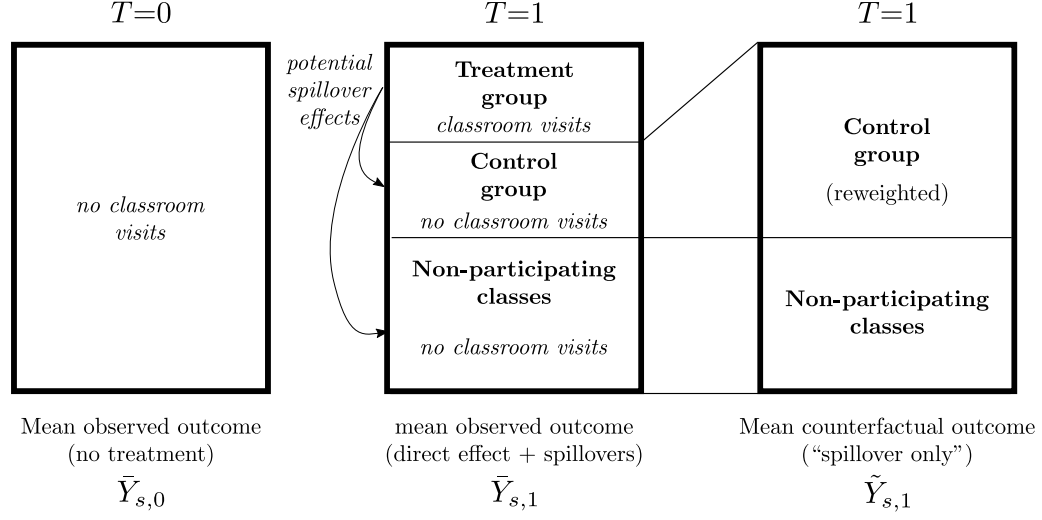 T=0
no classroom
visits
Mean observed outcome
(no treatment)
Ȳs,0
potential
spillover
effects
T=1
Treatment
group
classroom visits
Control
group
no classroom visits
Non-participating
classes
no classroom visits
mean observed outcome
(direct effect + spillovers)
Ȳs,1
T=1
Control
group
(reweighted)
Non-participating
classes
Mean counterfactual outcome
(“spillover only”)
Ỹs,1